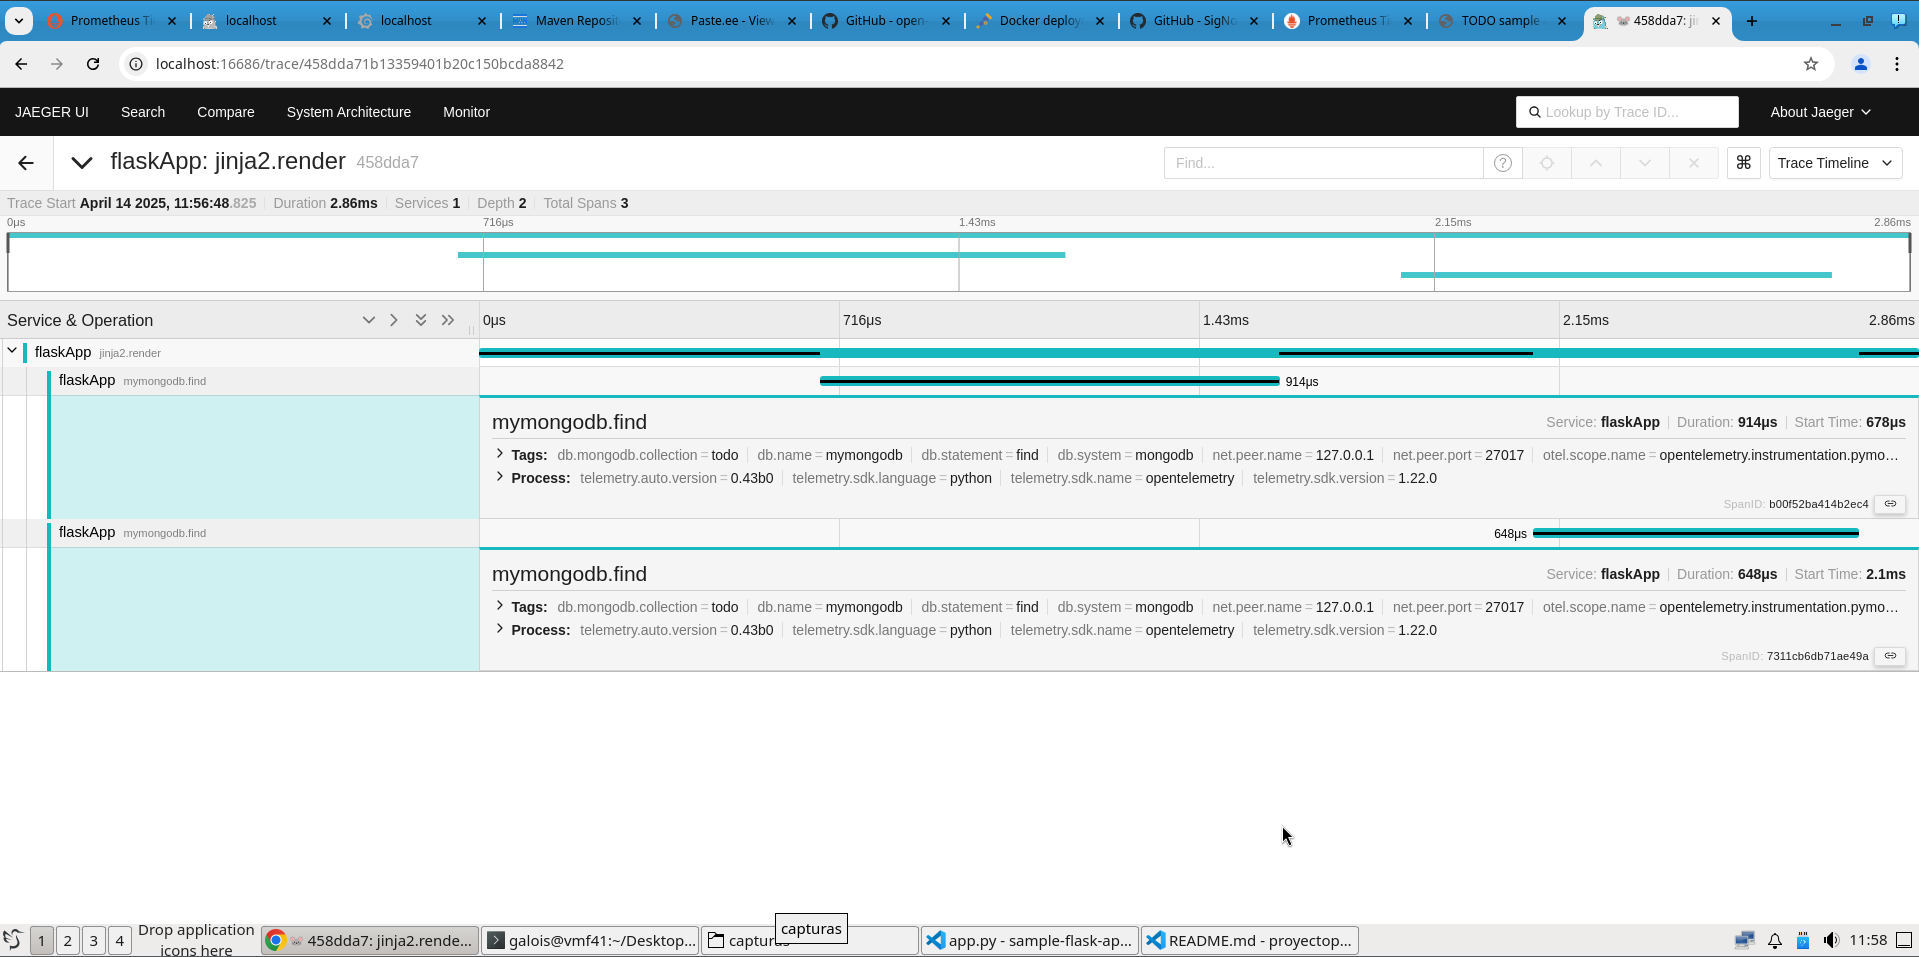 Prometheus Ti
localhost
localhost
Maven Reposit
Paste.ee - View
GitHub - open-
Docker deploy
GitHub - SigNo
Prometheus Ti
TODO sample
458dda7: jin
localhost:16686/trace/458dda71b13359401b20c150bcda8842
JAEGER UI Search Compare System Architecture Monitor Lookup by Trace ID... About Jaeger
flaskApp: jinja2.render 458dda7 Find... ? ⌘ Trace Timeline
Trace Start April 14 2025, 11:56:48.825 Duration 2.86ms Services 1 Depth 2 Total Spans 3
0μs 716μs 1.43ms 2.15ms 2.86ms
Service & Operation 0μs 716μs 1.43ms 2.15ms 2.86ms
flaskApp jinja2.render
flaskApp mymongodb.find 914μs
mymongodb.find Service: flaskApp Duration: 914μs Start Time: 678μs
Tags: db.mongodb.collection = todo db.name = mymongodb db.statement = find db.system = mongodb net.peer.name = 127.0.0.1 net.peer.port = 27017 otel.scope.name = opentelemetry.instrumentation.pymo...
Process: telemetry.auto.version = 0.43b0 telemetry.sdk.language = python telemetry.sdk.name = opentelemetry telemetry.sdk.version = 1.22.0
SpanID: b00f52ba414b2ec4
flaskApp mymongodb.find 648μs
mymongodb.find Service: flaskApp Duration: 648μs Start Time: 2.1ms
Tags: db.mongodb.collection = todo db.name = mymongodb db.statement = find db.system = mongodb net.peer.name = 127.0.0.1 net.peer.port = 27017 otel.scope.name = opentelemetry.instrumentation.pymo...
Process: telemetry.auto.version = 0.43b0 telemetry.sdk.language = python telemetry.sdk.name = opentelemetry telemetry.sdk.version = 1.22.0
SpanID: 7311cb6db71ae49a
capturas
1 2 3 4
Drop application
icons here
458dda7: jinja2.rende...
galois@vmf41:~/Desktop...
capturas
app.py - sample-flask-ap...
README.md - proyectop...
11:58